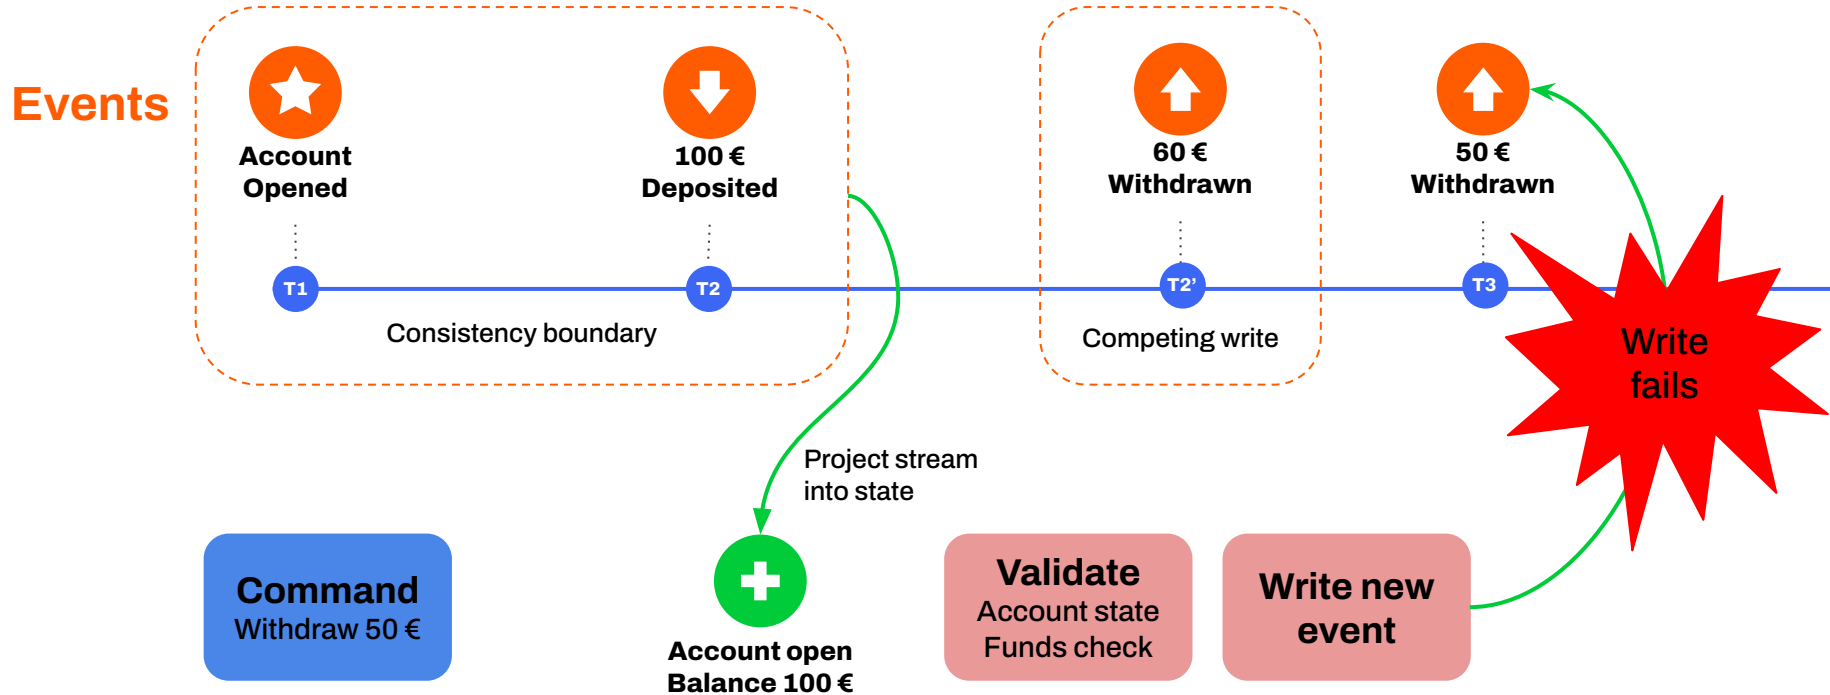 Events
Account
Opened
100 €
Deposited
60 €
Withdrawn
50 €
Withdrawn
T1
T2
T2’
T3
Consistency boundary
Competing write
Write
fails
Project stream
into state
Command
Withdraw 50 €
Account open
Balance 100 €
Validate
Account state
Funds check
Write new
event